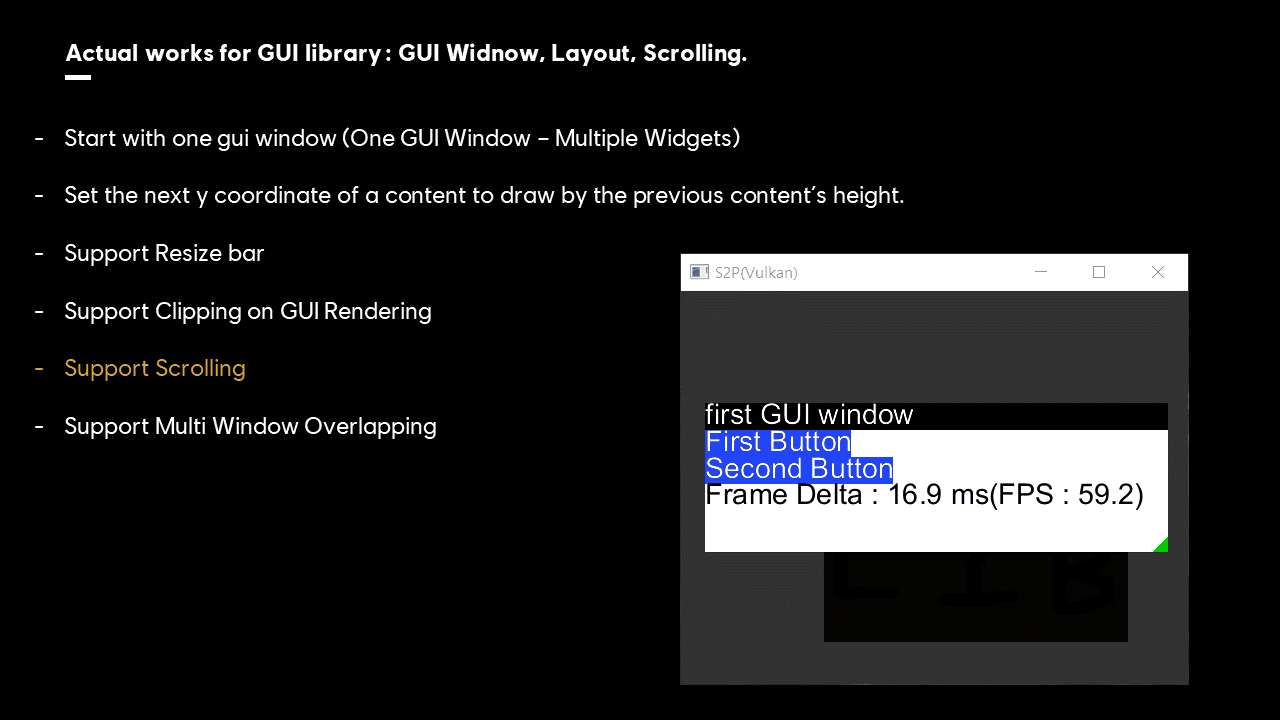 Actual works for GUI library : GUI Widnow, Layout, Scrolling.
- Start with one gui window (One GUI Window – Multiple Widgets)
- Set the next y coordinate of a content to draw by the previous content's height.
- Support Resize bar
- Support Clipping on GUI Rendering
- Support Scrolling
- Support Multi Window Overlapping
S2P(Vulkan)
first GUI window
First Button
Second Button
Frame Delta : 16.9 ms(FPS : 59.2)
L I B